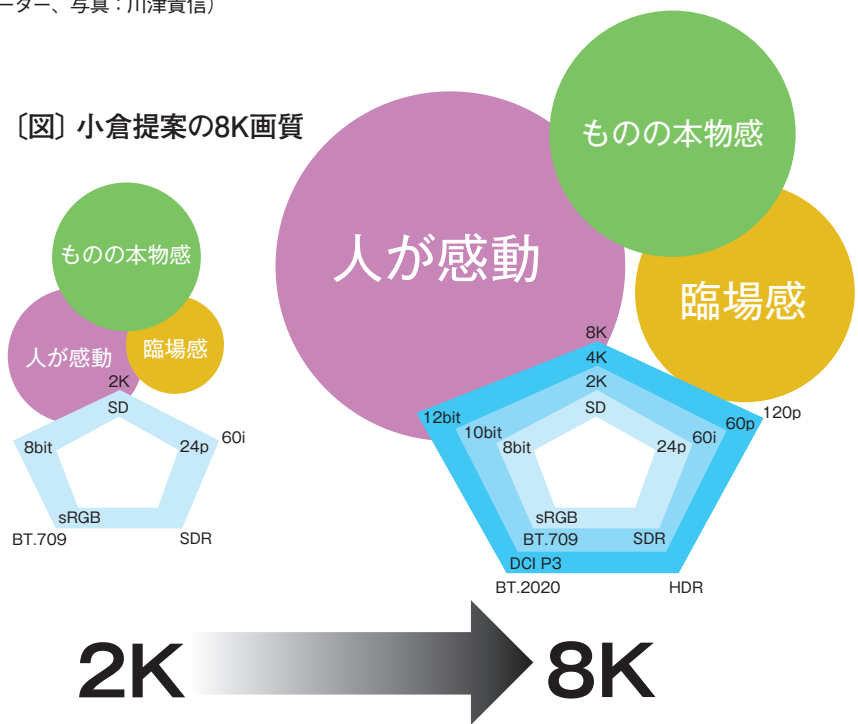 ーター、写真：川津貴信）
〔図〕小倉提案の8K画質
ものの本物感
人が感動
臨場感
2K
SD
8bit
24p
60i
sRGB
BT.709
SDR
ものの本物感
人が感動
臨場感
8K
4K
2K
SD
12bit
10bit
8bit
24p
60i
60p
120p
sRGB
BT.709
SDR
DCI P3
BT.2020
HDR
2K
8K